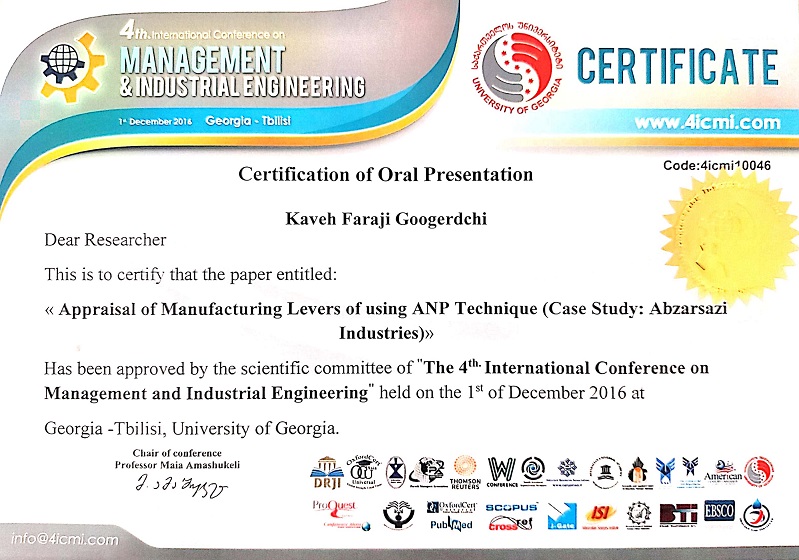 4th. International Conference on
MANAGEMENT
& INDUSTRIAL ENGINEERING
1st December 2016 Georgia - Tbilisi
საქართველოს უნივერსიტეტი
UNIVERSITY OF GEORGIA
CERTIFICATE
www.4icmi.com
Code:4icmi10046
Certification of Oral Presentation
Kaveh Faraji Googerdchi
Dear Researcher
This is to certify that the paper entitled:
« Appraisal of Manufacturing Levers of using ANP Technique (Case Study: Abzarsazi
Industries)»
Has been approved by the scientific committee of "The 4th. International Conference on
Management and Industrial Engineering" held on the 1st of December 2016 at
Georgia -Tbilisi, University of Georgia.
Chair of conference
Professor Maia Amashukeli
DRJI
OxfordCert
Universal
THOMSON
REUTERS
CONFERENCE
American
ProQuest
OxfordCert
PubMed
SCOPUS
crossref
J-Gate
ISI
BTI
EBSCO
info@4icmi.com